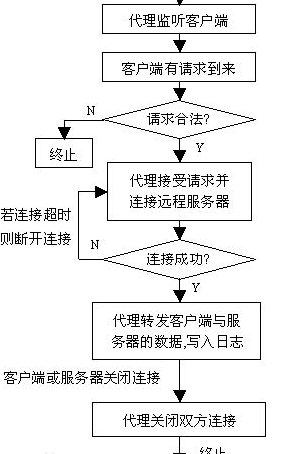 代理监听客户端
客户端有请求到来
请求合法?
N
Y
终止
代理接受请求并
连接远程服务器
若连接超时
则断开连接
N
连接成功?
Y
代理转发客户端与服
务器的数据,写入日志
客户端或服务器关闭连接
代理关闭双方连接
终止